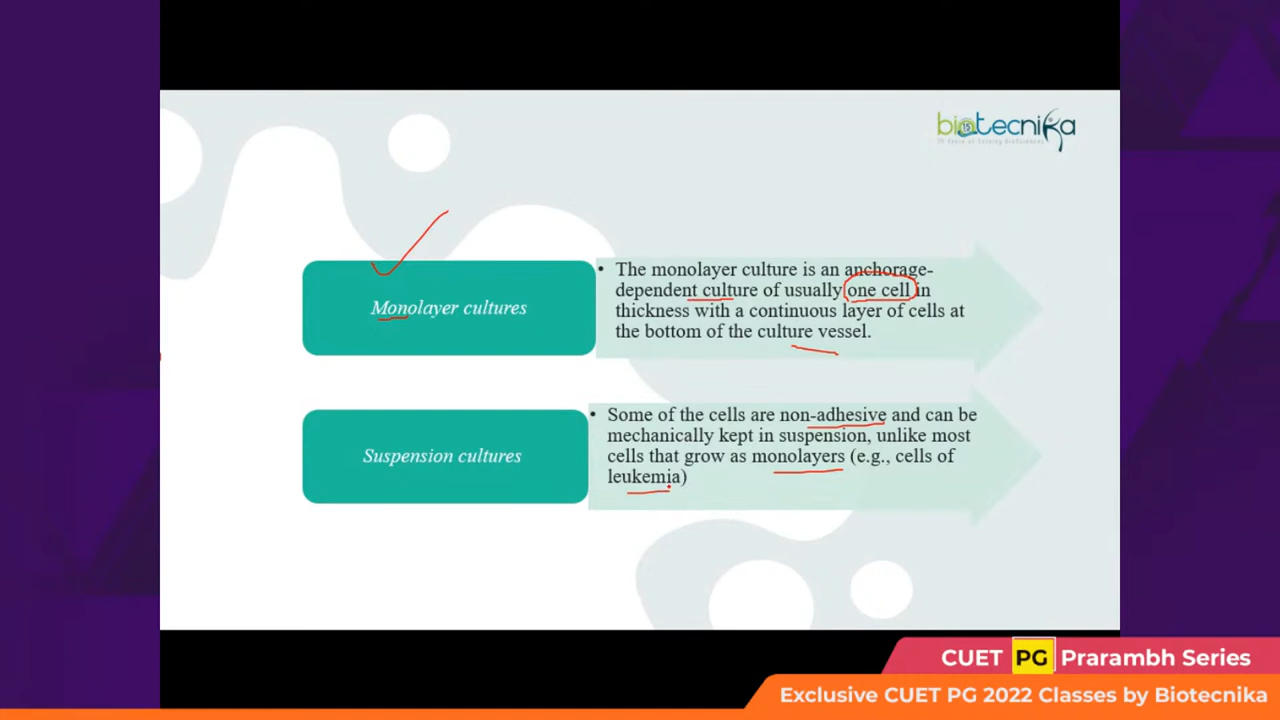 biotecnika
Monolayer cultures
• The monolayer culture is an anchorage-
dependent culture of usually one cell in
thickness with a continuous layer of cells at
the bottom of the culture vessel.
Suspension cultures
• Some of the cells are non-adhesive and can be
mechanically kept in suspension, unlike most
cells that grow as monolayers (e.g., cells of
leukemia)
CUET PG Prarambh Series
Exclusive CUET PG 2022 Classes by Biotecnika